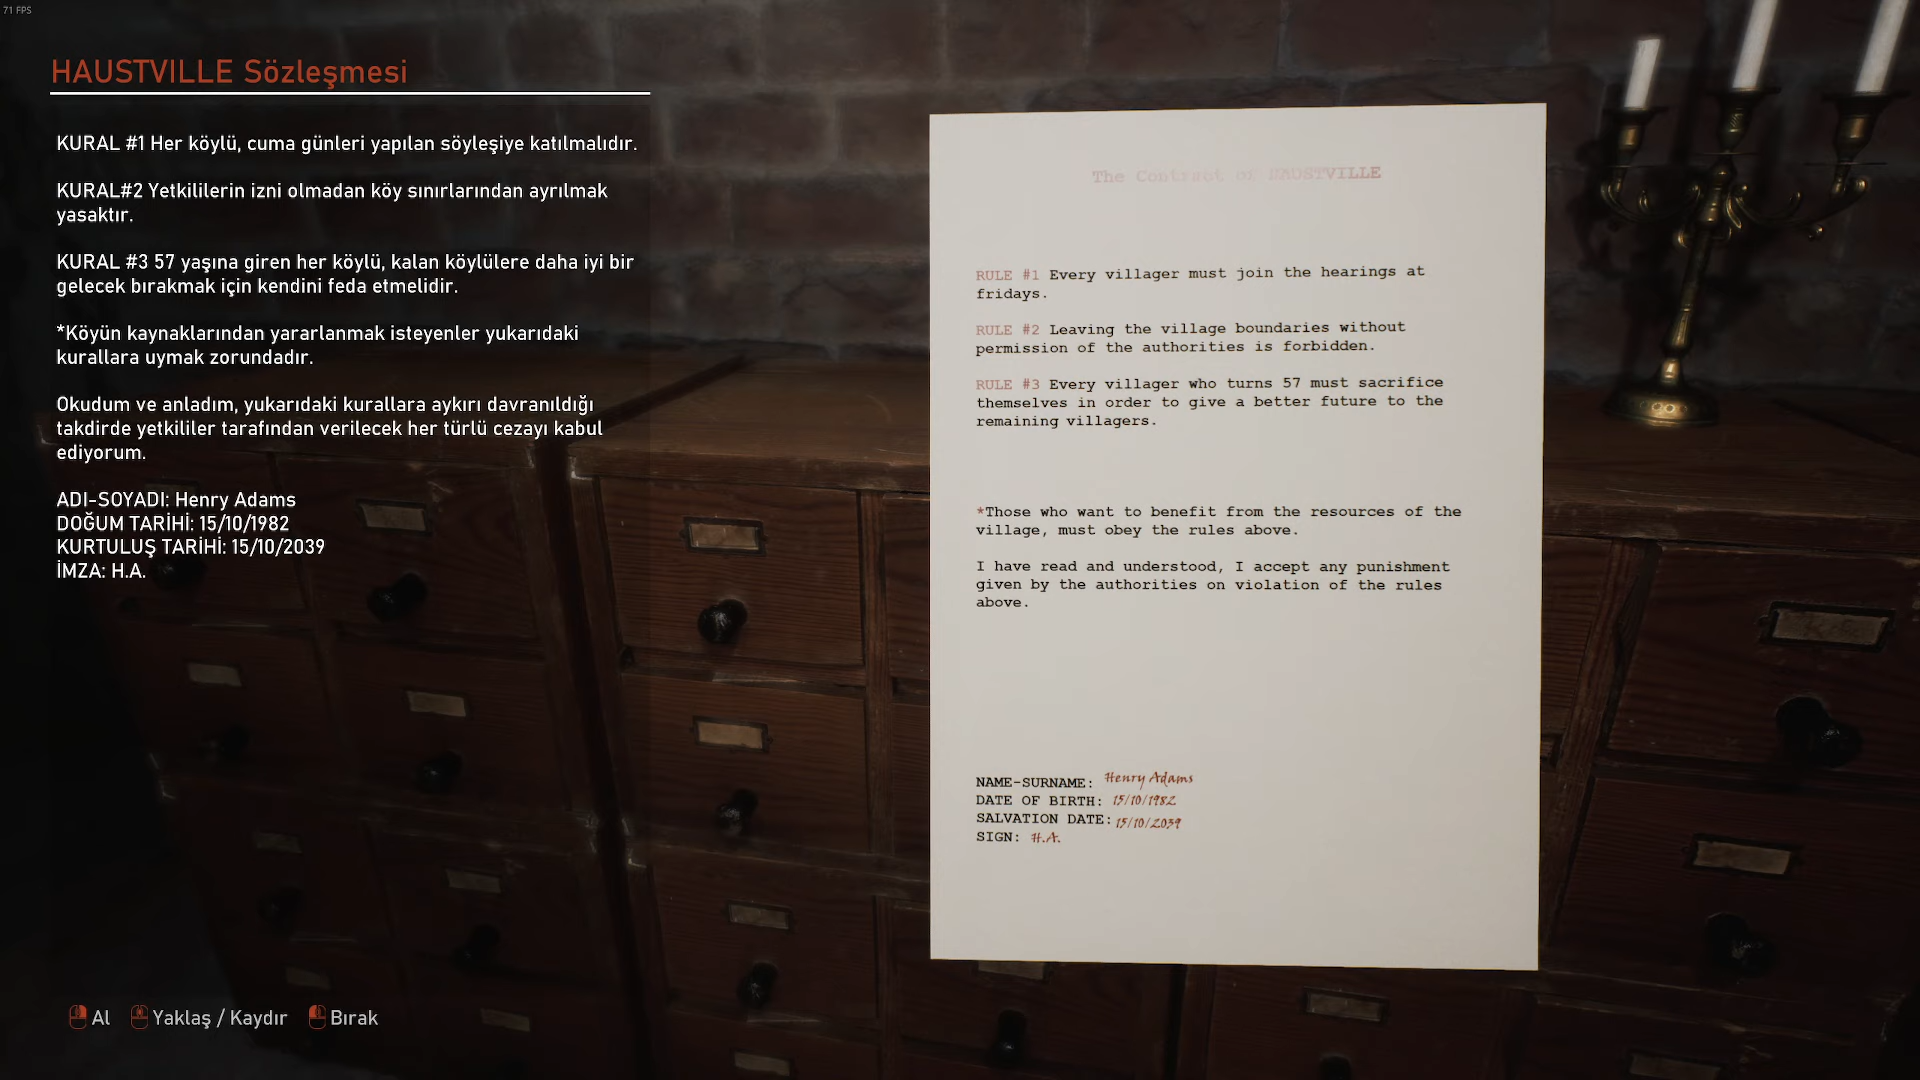 71 FPS
HAUSTVILLE Sözleşmesi
KURAL #1 Her köylü, cuma günleri yapılan söyleşiye katılmalıdır.
KURAL#2 Yetkililerin izni olmadan köy sınırlarından ayrılmak
yasaktır.
KURAL #3 57 yaşına giren her köylü, kalan köylülere daha iyi bir
gelecek bırakmak için kendini feda etmelidir.
*Köyün kaynaklarından yararlanmak isteyenler yukarıdaki
kurallara uymak zorundadır.
Okudum ve anladım, yukarıdaki kurallara aykırı davranıldığı
takdirde yetkililer tarafından verilecek her türlü cezayı kabul
ediyorum.
ADI-SOYADI: Henry Adams
DOĞUM TARİHİ: 15/10/1982
KURTULUŞ TARİHİ: 15/10/2039
İMZA: H.A.
Al Yaklaş / Kaydır Bırak
The Contract of HAUSTVILLE
RULE #1 Every villager must join the hearings at
fridays.
RULE #2 Leaving the village boundaries without
permission of the authorities is forbidden.
RULE #3 Every villager who turns 57 must sacrifice
themselves in order to give a better future to the
remaining villagers.
*Those who want to benefit from the resources of the
village, must obey the rules above.
I have read and understood, I accept any punishment
given by the authorities on violation of the rules
above.
NAME-SURNAME: Henry Adams
DATE OF BIRTH: 15/10/1982
SALVATION DATE: 15/10/2039
SIGN: H.A.